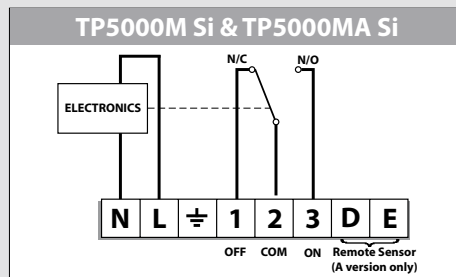 TP5000M Si & TP5000MA Si
N/C N/O
ELECTRONICS
N L ⏚ 1 2 3 D E
OFF COM ON Remote Sensor
(A version only)